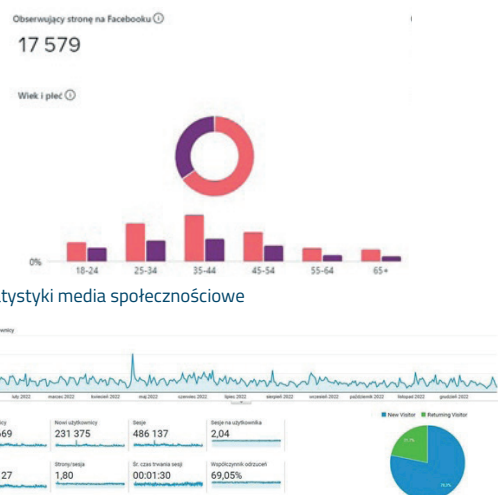 Obserwujący stronę na Facebooku
17 579
Wiek i płeć
0%
18-24 25-34 35-44 45-54 55-64 65+
tystyki media społecznościowe
wnicy
luty 2022 marzec 2022 kwiecień 2022 maj 2022 czerwiec 2022 lipiec 2022 sierpień 2022 wrzesień 2022 październik 2022 listopad 2022 grudzień 2022
New Visitor Returning Visitor
icy Nowi użytkownicy Sesje Sesje na użytkownika
669 231 375 486 137 2,04
Strony/sesja Śr. czas trwania sesji Współczynnik odrzuceń
127 1,80 00:01:30 69,05%